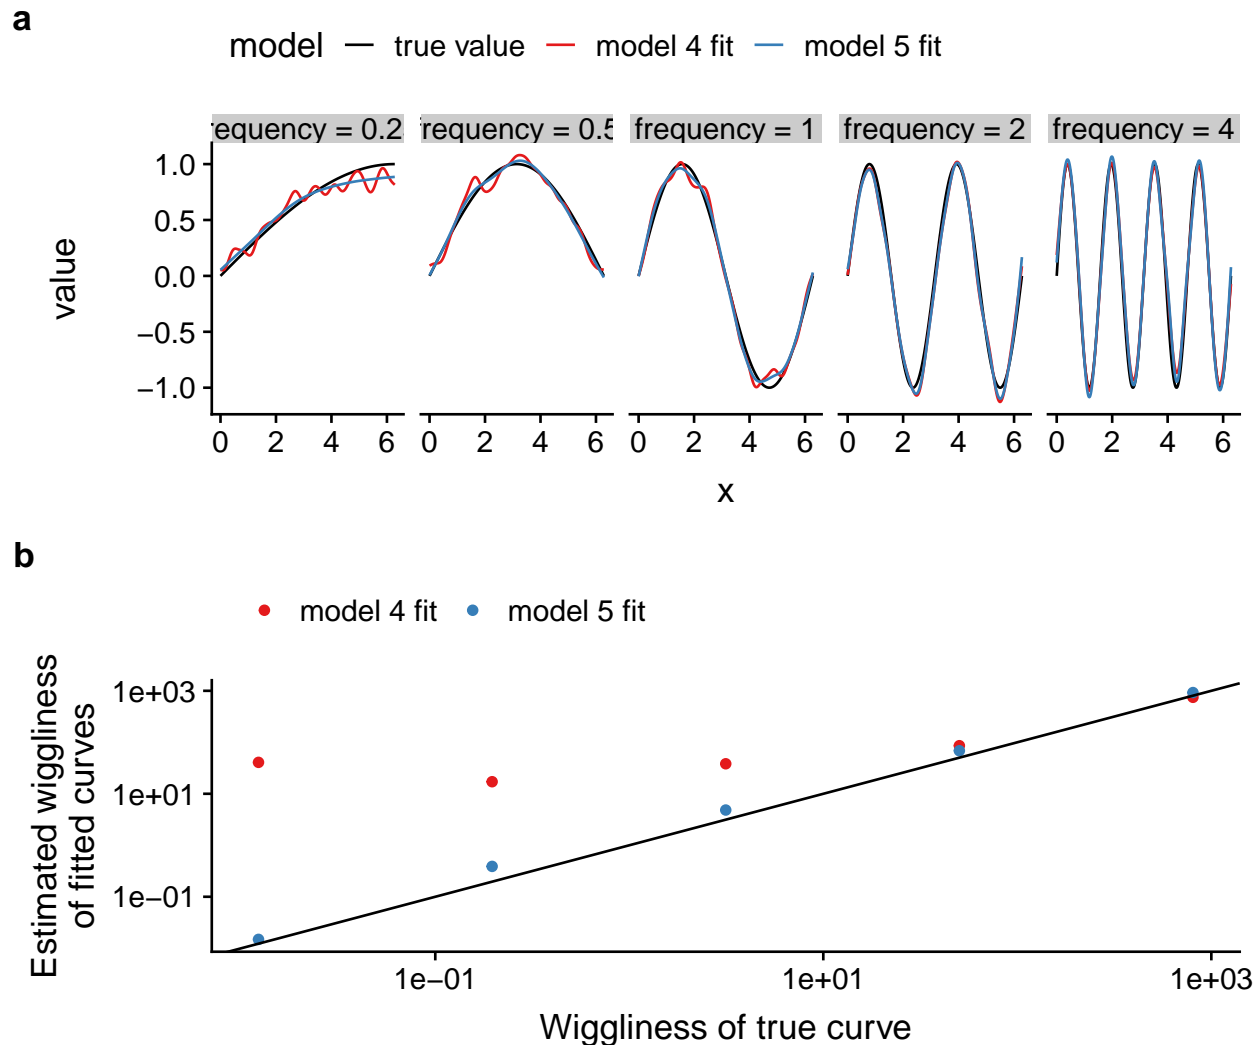 a
model true value model 4 fit model 5 fit
requency = 0.2 requency = 0.5 frequency = 1 frequency = 2 frequency = 4
1.0
0.5
0.0
−0.5
−1.0
value
0 2 4 6 0 2 4 6 0 2 4 6 0 2 4 6 0 2 4 6
x
b
model 4 fit model 5 fit
1e+03
1e+01
1e−01
Estimated wiggliness
of fitted curves
1e−01 1e+01 1e+03
Wiggliness of true curve